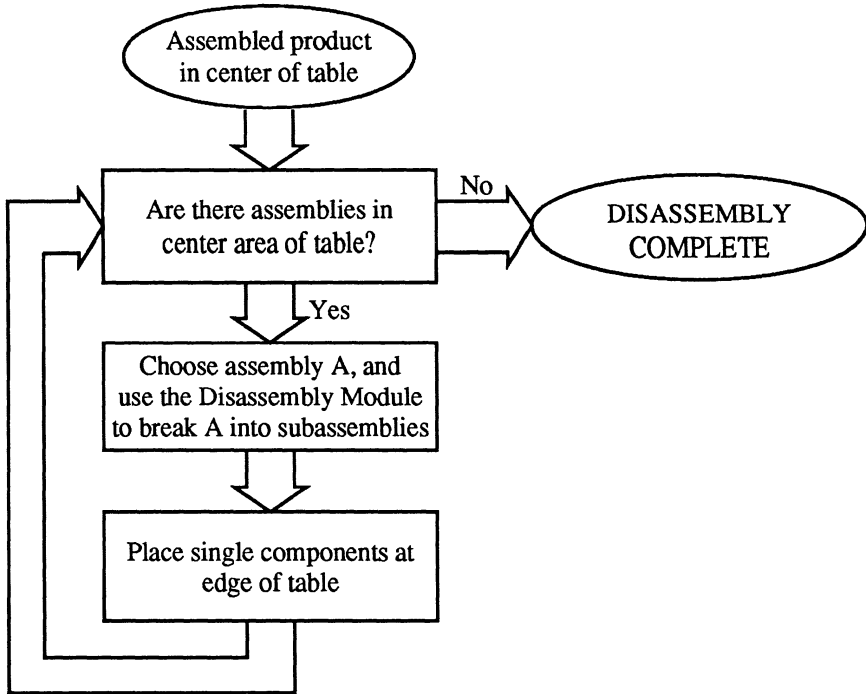 Assembled product
in center of table
Are there assemblies in
center area of table?
No
DISASSEMBLY
COMPLETE
Yes
Choose assembly A, and
use the Disassembly Module
to break A into subassemblies
Place single components at
edge of table